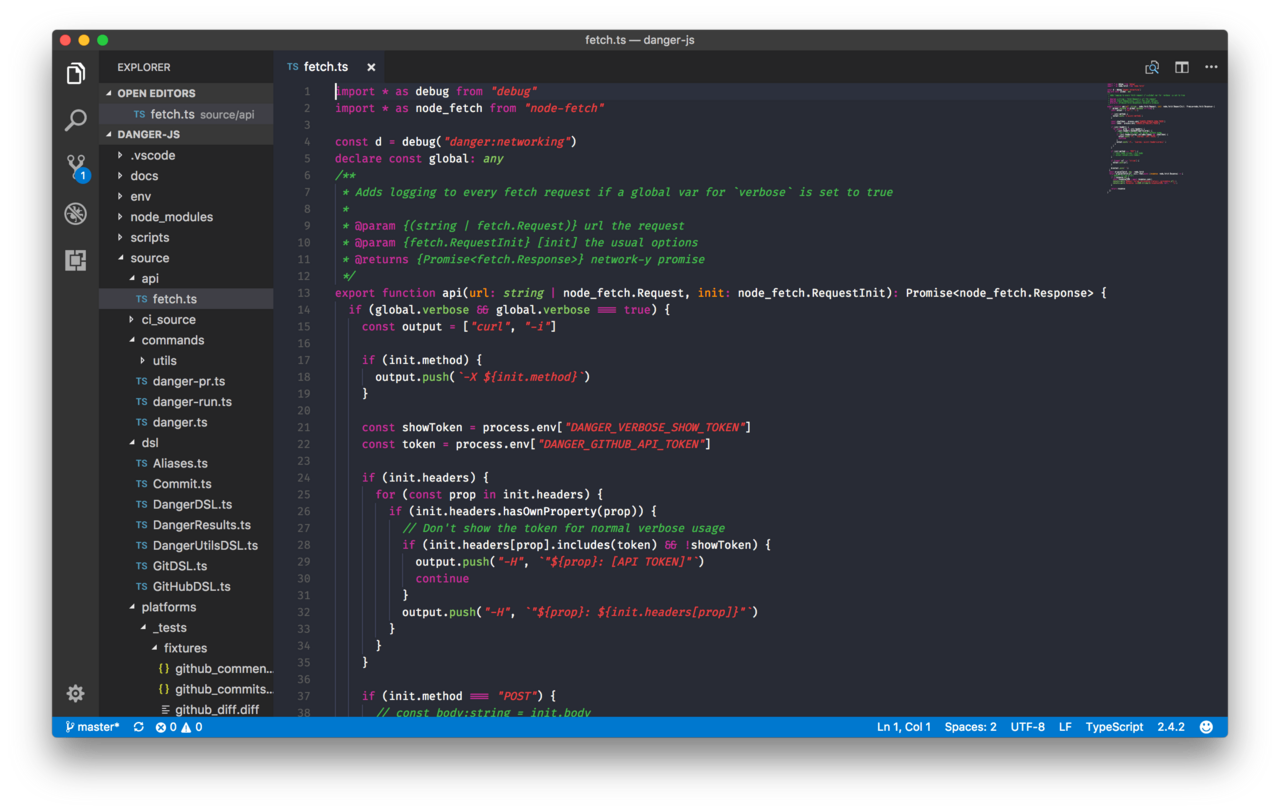 fetch.ts — danger-js
EXPLORER
OPEN EDITORS
TS fetch.ts source/api
DANGER-JS
.vscode
docs
env
node_modules
scripts
source
api
TS fetch.ts
ci_source
commands
utils
TS danger-pr.ts
TS danger-run.ts
TS danger.ts
dsl
TS Aliases.ts
TS Commit.ts
TS DangerDSL.ts
TS DangerResults.ts
TS DangerUtilsDSL.ts
TS GitDSL.ts
TS GitHubDSL.ts
platforms
_tests
fixtures
{} github_commen...
{} github_commits...
github_diff.diff
1
TS fetch.ts ×
1 import * as debug from "debug"
2 import * as node_fetch from "node-fetch"
3
4 const d = debug("danger:networking")
5 declare const global: any
6 /**
7 * Adds logging to every fetch request if a global var for `verbose` is set to true
8 *
9 * @param {(string | fetch.Request)} url the request
10 * @param {fetch.RequestInit} [init] the usual options
11 * @returns {Promise<fetch.Response>} network-y promise
12 */
13 export function api(url: string | node_fetch.Request, init: node_fetch.RequestInit): Promise<node_fetch.Response> {
14 if (global.verbose && global.verbose === true) {
15 const output = ["curl", "-i"]
16
17 if (init.method) {
18 output.push(`-X ${init.method}`)
19 }
20
21 const showToken = process.env["DANGER_VERBOSE_SHOW_TOKEN"]
22 const token = process.env["DANGER_GITHUB_API_TOKEN"]
23
24 if (init.headers) {
25 for (const prop in init.headers) {
26 if (init.headers.hasOwnProperty(prop)) {
27 // Don't show the token for normal verbose usage
28 if (init.headers[prop].includes(token) && !showToken) {
29 output.push("-H", `"${prop}: [API TOKEN]"`)
30 continue
31 }
32 output.push("-H", `"${prop}: ${init.headers[prop]}"`)
33 }
34 }
35 }
36
37 if (init.method === "POST") {
38 // const body:string = init.body
master* 0 0
Ln 1, Col 1 Spaces: 2 UTF-8 LF TypeScript 2.4.2